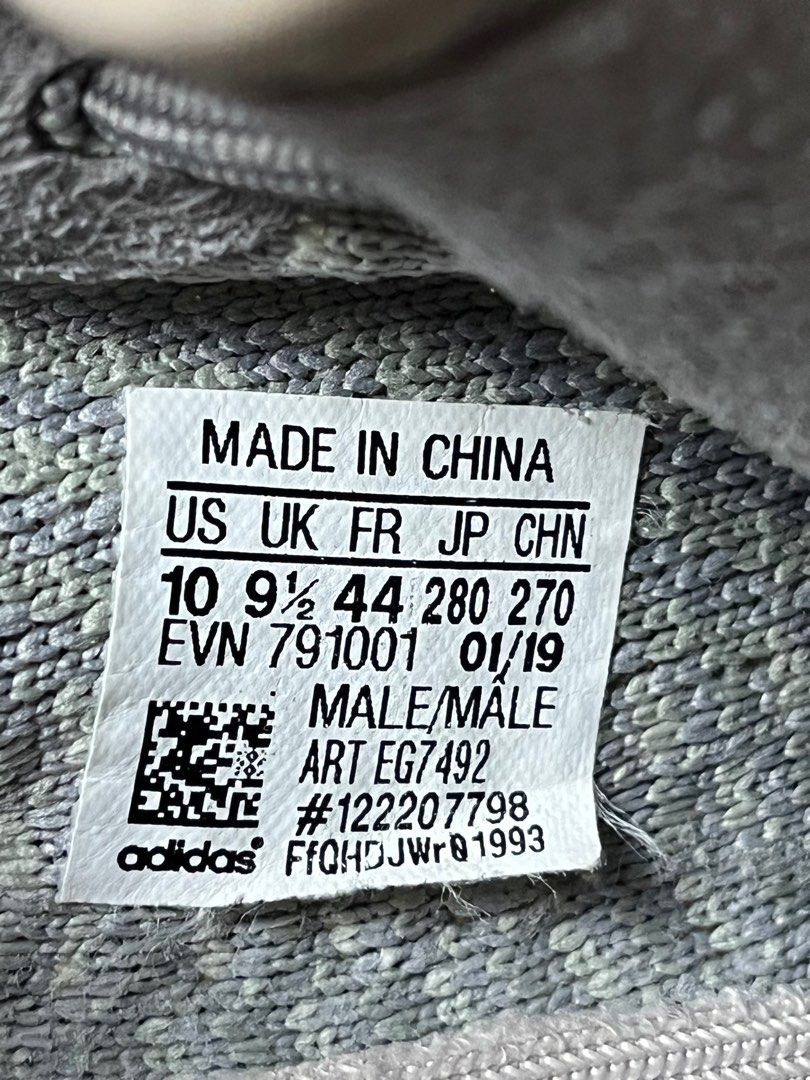 MADE IN CHINA
US UK FR JP CHN
10 9½ 44 280 270
EVN 791001 01/19
MALE/MÂLE
ART EG7492
#122207798
adidas® FfQHDJWrQ1993